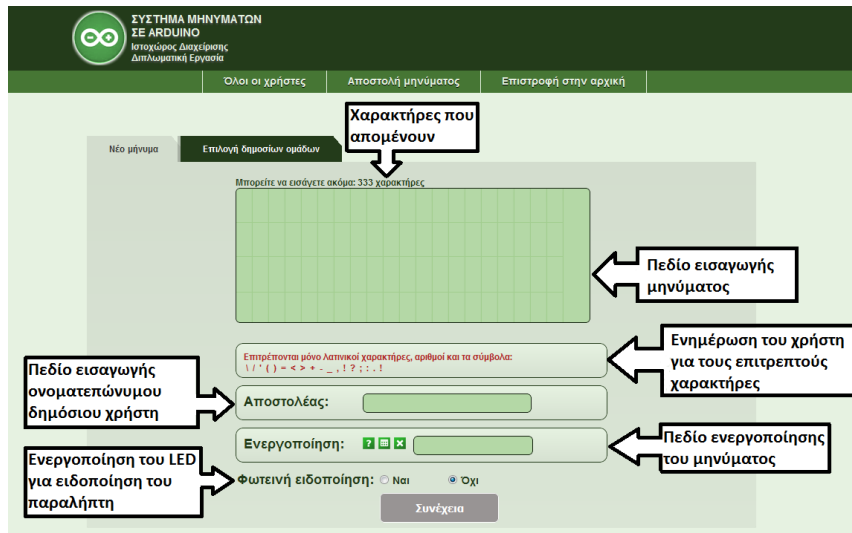 ΣΥΣΤΗΜΑ ΜΗΝΥΜΑΤΩΝ
ΣΕ ARDUINO
Ιστοχώρος Διαχείρισης
Διπλωματική Εργασία
Όλοι οι χρήστες
Αποστολή μηνύματος
Επιστροφή στην αρχική
Χαρακτήρες που
απομένουν
Νέο μήνυμα
Επιλογή δημοσίων ομάδων
Μπορείτε να εισάγετε ακόμα: 333 χαρακτήρες
Πεδίο εισαγωγής
μηνύματος
Ενημέρωση του χρήστη
για τους επιτρεπτούς
χαρακτήρες
Επιτρέπονται μόνο λατινικοί χαρακτήρες, αριθμοί και τα σύμβολα:
\ / ' ( ) = < > + - _ , ! ? ; : . !
Πεδίο εισαγωγής
ονοματεπώνυμου
δημόσιου χρήστη
Αποστολέας:
Ενεργοποίηση:
?
Πεδίο ενεργοποίησης
του μηνύματος
Ενεργοποίηση του LED
για ειδοποίηση του
παραλήπτη
Φωτεινή ειδοποίηση:
Ναι
Όχι
Συνέχεια